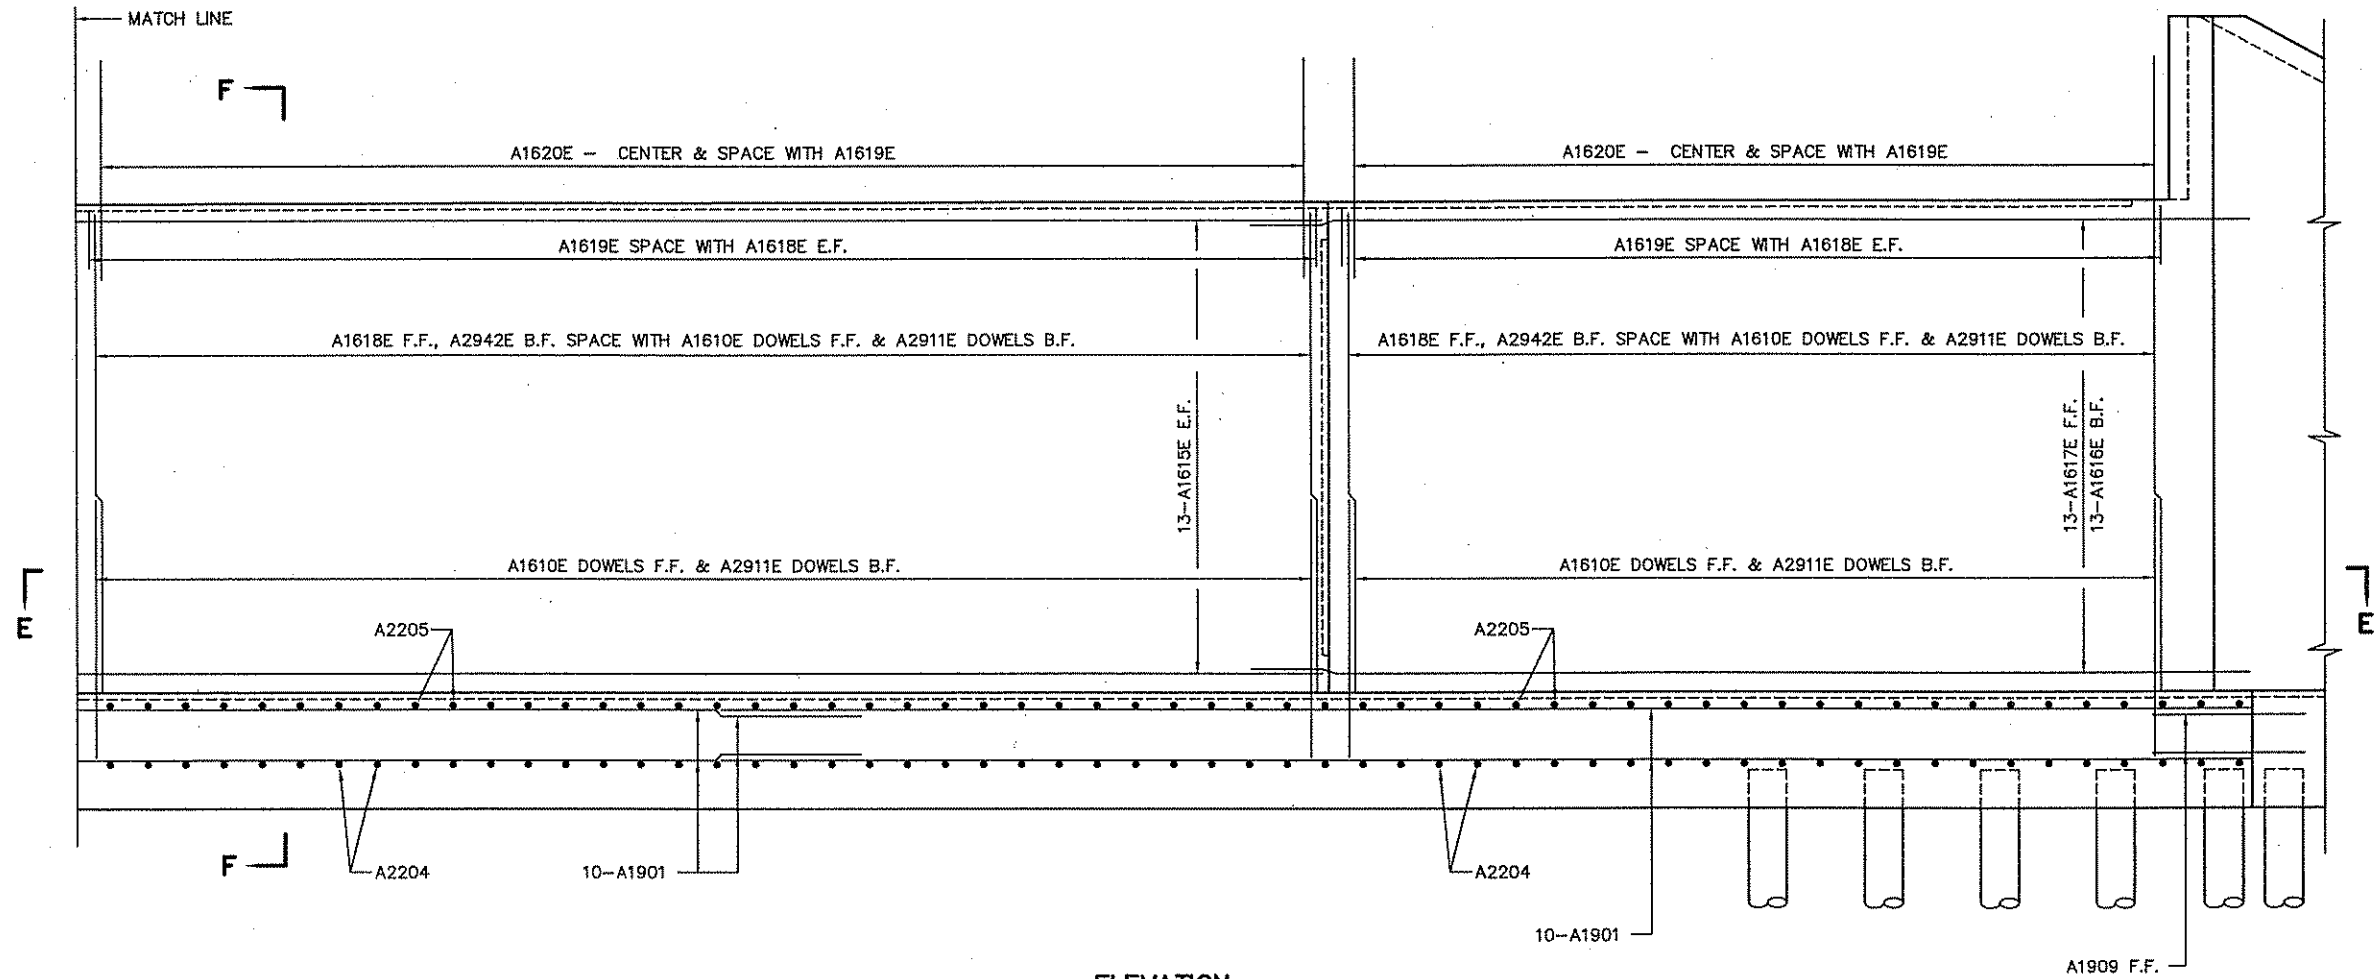 MATCH LINE
F
A1620E - CENTER & SPACE WITH A1619E
A1620E - CENTER & SPACE WITH A1619E
A1619E SPACE WITH A1618E E.F.
A1619E SPACE WITH A1618E E.F.
A1618E F.F., A2942E B.F. SPACE WITH A1610E DOWELS F.F. & A2911E DOWELS B.F.
A1618E F.F., A2942E B.F. SPACE WITH A1610E DOWELS F.F. & A2911E DOWELS B.F.
13-A1615E E.F.
13-A1617E F.F.
13-A1616E B.F.
A1610E DOWELS F.F. & A2911E DOWELS B.F.
A1610E DOWELS F.F. & A2911E DOWELS B.F.
E
E
A2205
A2205
F
A2204
10-A1901
A2204
10-A1901
A1909 F.F.
ELEVATION